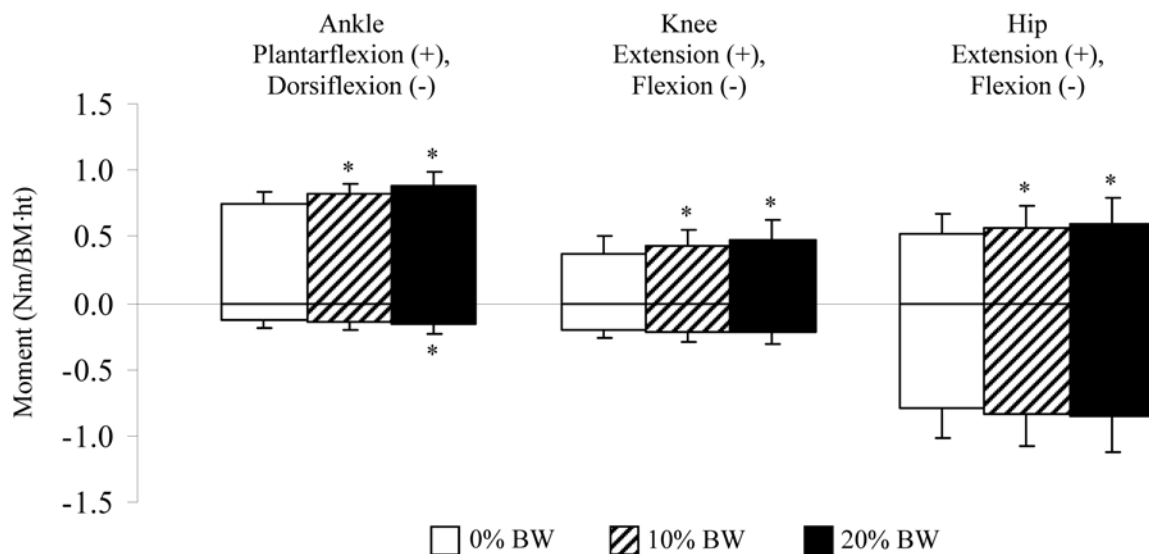 Ankle
Plantarflexion (+),
Dorsiflexion (-)
Knee
Extension (+),
Flexion (-)
Hip
Extension (+),
Flexion (-)
Moment (Nm/BM·ht)
1.5
1.0
0.5
0.0
-0.5
-1.0
-1.5
* *
*
* *
* *
0% BW 10% BW 20% BW